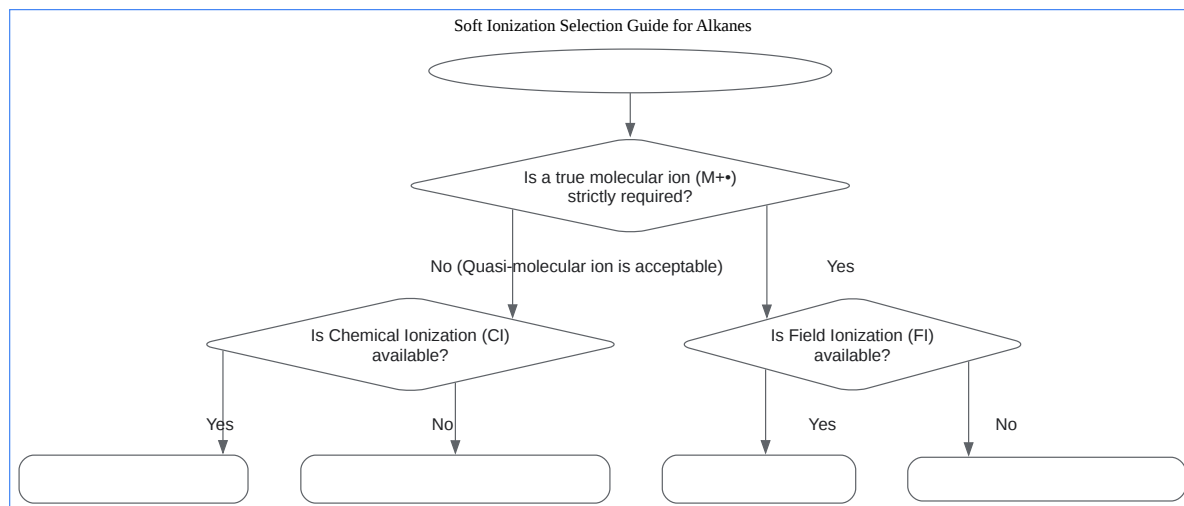 Soft Ionization Selection Guide for Alkanes
Is a true molecular ion (M+•)
strictly required?
No (Quasi-molecular ion is acceptable)
Yes
Is Chemical Ionization (CI)
available?
Is Field Ionization (FI)
available?
Yes
No
Yes
No